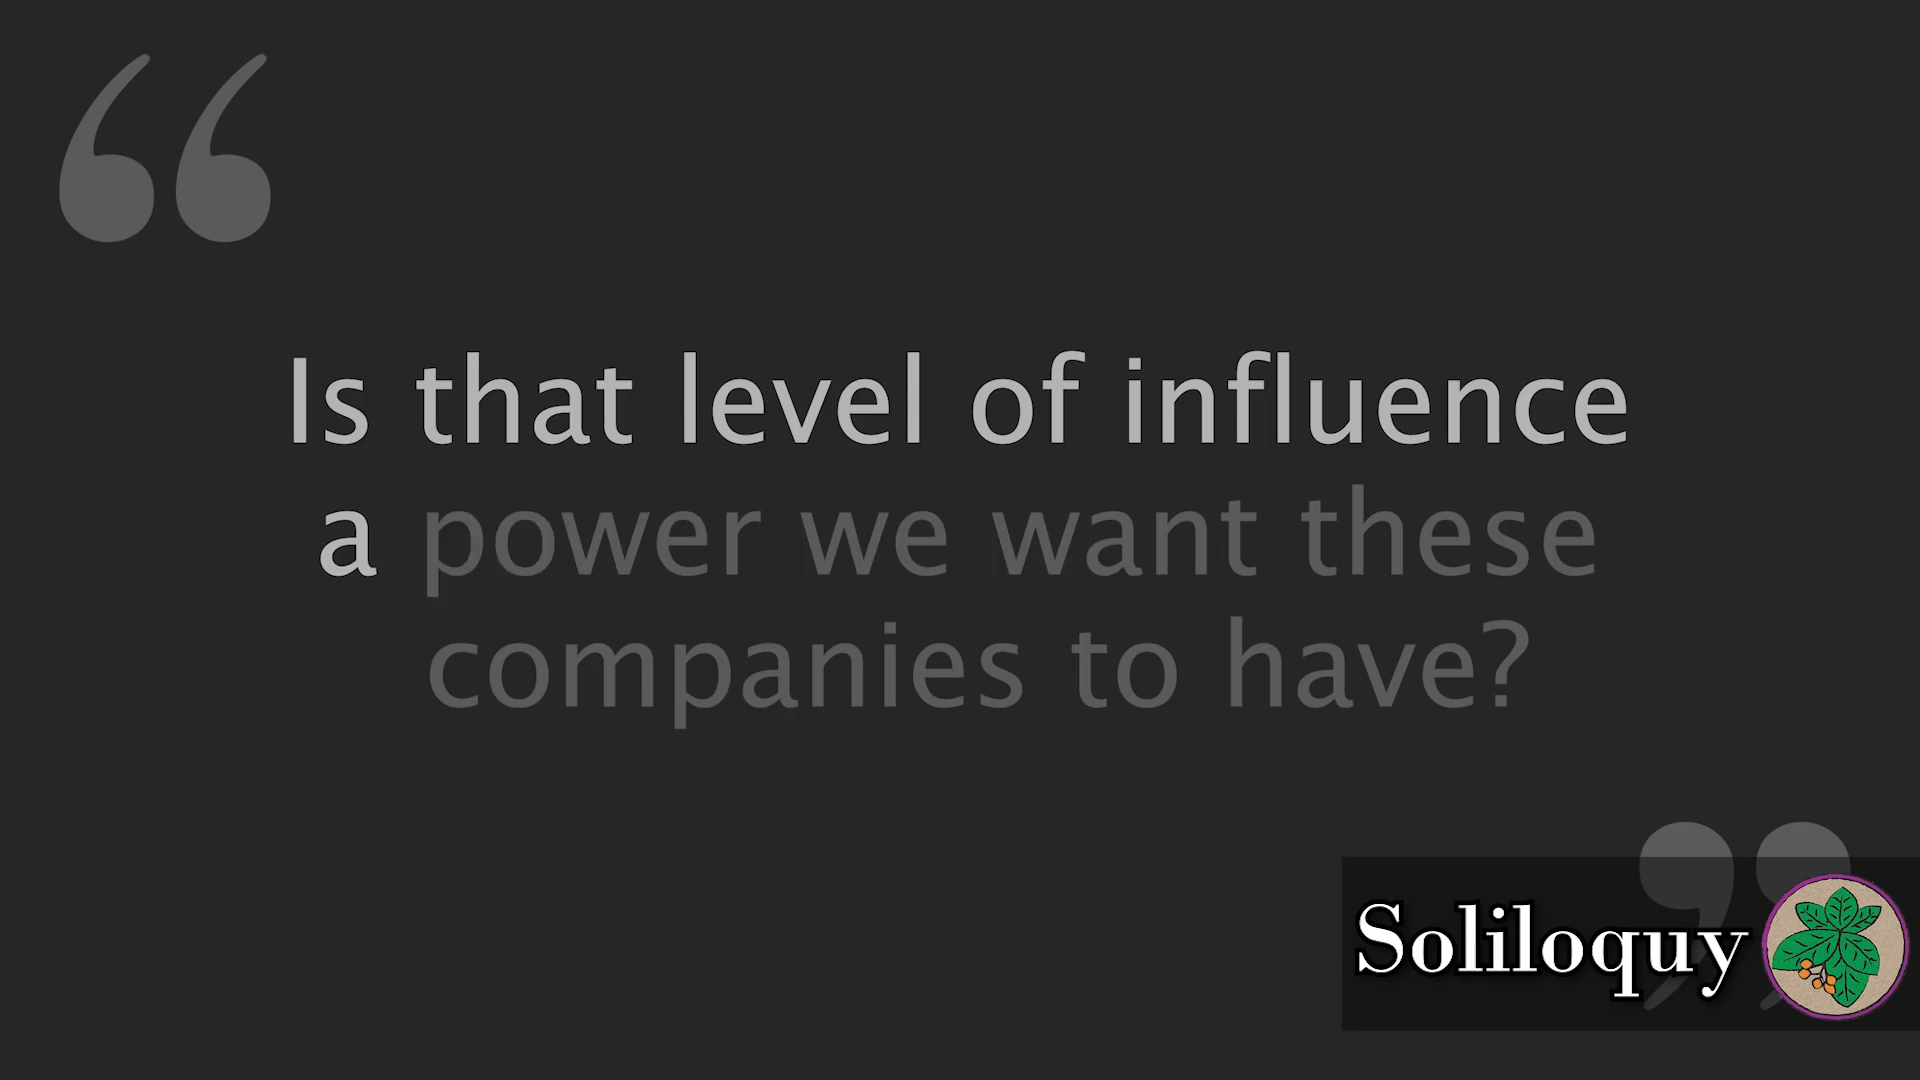 “
Is that level of influence
a power we want these
companies to have?
”
Soliloquy